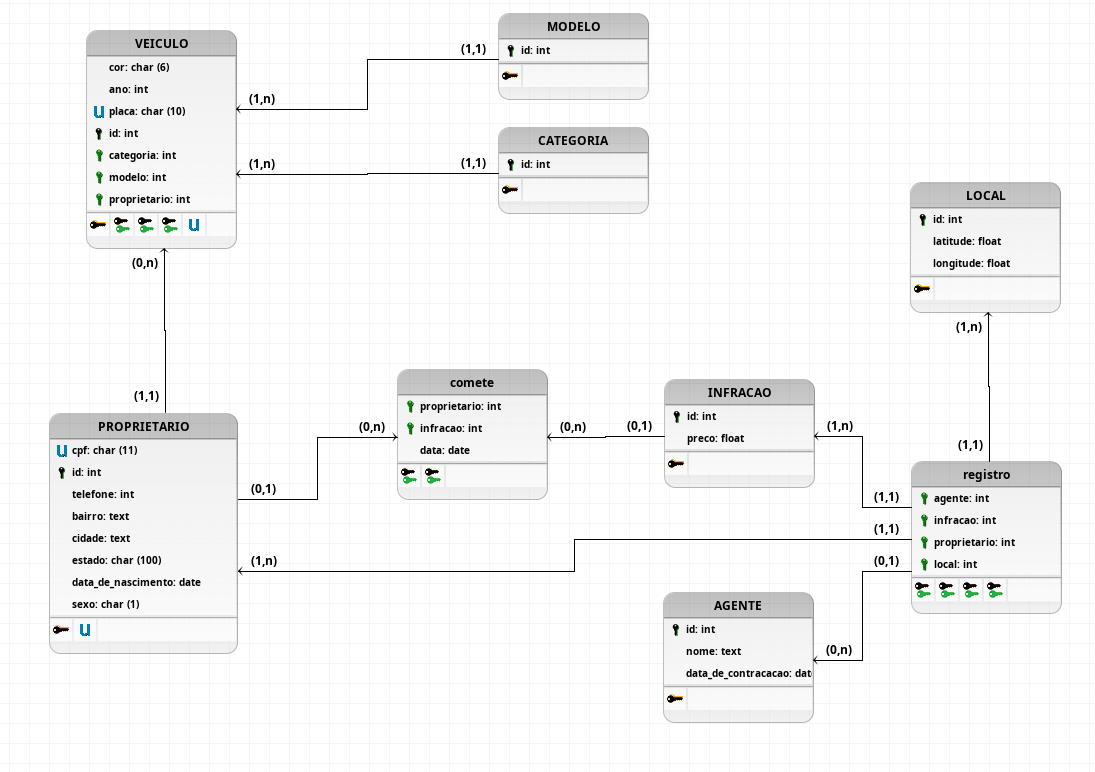 VEICULO
cor: char (6)
ano: int
u placa: char (10)
id: int
categoria: int
modelo: int
proprietario: int
u
(1,n)
(1,n)
(0,n)
MODELO
id: int
(1,1)
CATEGORIA
id: int
(1,1)
LOCAL
id: int
latitude: float
longitude: float
(1,n)
(1,1)
PROPRIETARIO
u cpf: char (11)
id: int
telefone: int
bairro: text
cidade: text
estado: char (100)
data_de_nascimento: date
sexo: char (1)
u
(0,1)
(1,n)
comete
proprietario: int
infracao: int
data: date
(0,n)
(0,n)
INFRACAO
id: int
preco: float
(0,1)
(1,n)
(1,1)
registro
agente: int
infracao: int
proprietario: int
local: int
(1,1)
(1,1)
(0,1)
AGENTE
id: int
nome: text
data_de_contracacao: dat
(0,n)